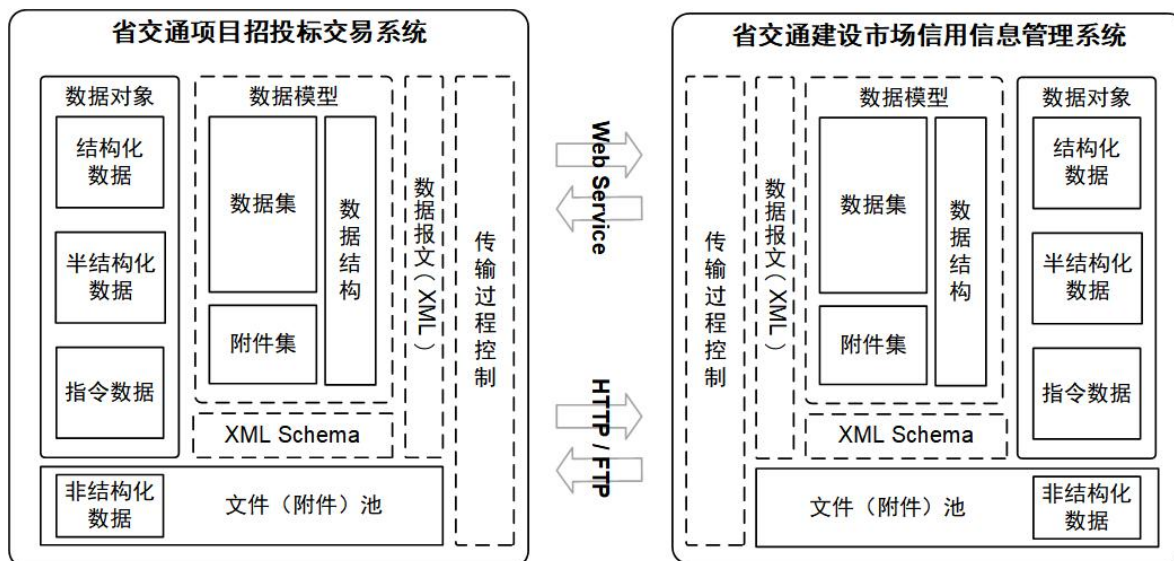 省交通项目招投标交易系统
数据对象
结构化
数据
半结构化
数据
指令数据
数据模型
数据集
附件集
数据结构
XML Schema
数据报文（XML）
传输过程控制
非结构化
数据
文件（附件）池
Web Service
HTTP / FTP
省交通建设市场信用信息管理系统
传输过程控制
数据报文（XML）
数据模型
数据集
附件集
数据结构
XML Schema
数据对象
结构化
数据
半结构化
数据
指令数据
文件（附件）池
非结构化
数据